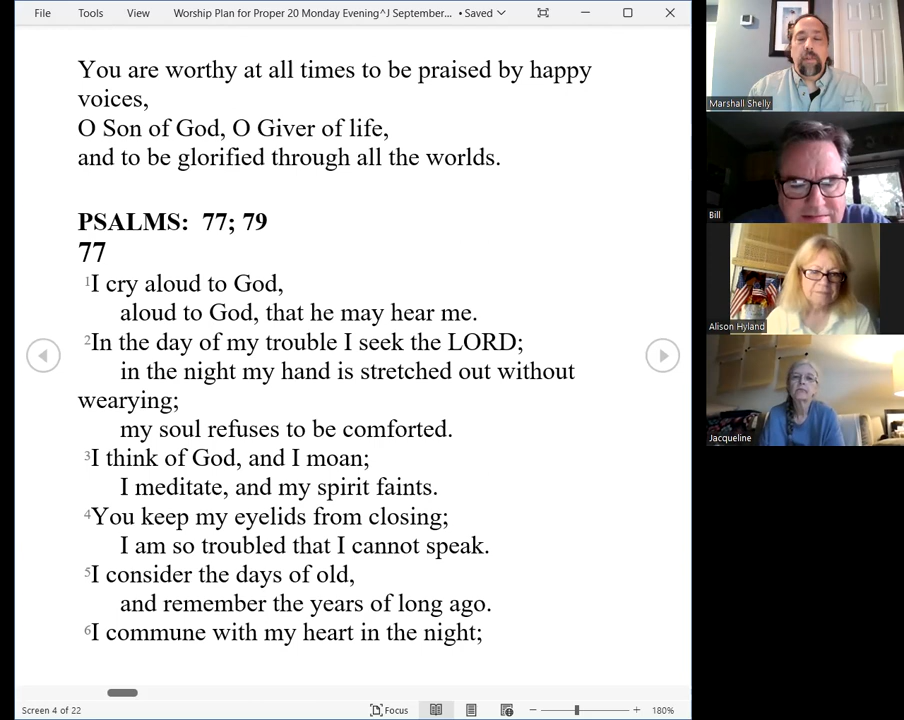 File Tools View Worship Plan for Proper 20 Monday Evening^J September... • Saved
You are worthy at all times to be praised by happy
voices,
O Son of God, O Giver of life,
and to be glorified through all the worlds.
PSALMS: 77; 79
77
1I cry aloud to God,
aloud to God, that he may hear me.
2In the day of my trouble I seek the LORD;
in the night my hand is stretched out without
wearying;
my soul refuses to be comforted.
3I think of God, and I moan;
I meditate, and my spirit faints.
4You keep my eyelids from closing;
I am so troubled that I cannot speak.
5I consider the days of old,
and remember the years of long ago.
6I commune with my heart in the night;
Screen 4 of 22 Focus 180%
Marshall Shelly
Bill
Alison Hyland
Jacqueline